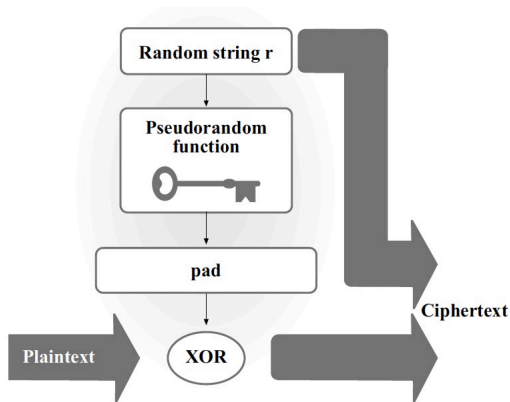 Random string r
Pseudorandom
function
pad
Ciphertext
Plaintext
XOR